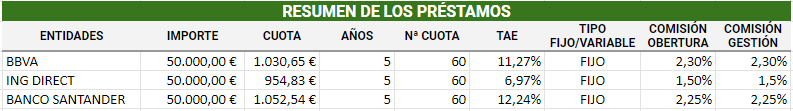 RESUMEN DE LOS PRÉSTAMOS
ENTIDADES IMPORTE CUOTA AÑOS Nª CUOTA TAE TIPO FIJO/VARIABLE COMISIÓN OBERTURA COMISIÓN GESTIÓN
BBVA 50.000,00 € 1.030,65 € 5 60 11,27% FIJO 2,30% 2,30%
ING DIRECT 50.000,00 € 954,83 € 5 60 6,97% FIJO 1,50% 1,5%
BANCO SANTANDER 50.000,00 € 1.052,54 € 5 60 12,24% FIJO 2,25% 2,25%